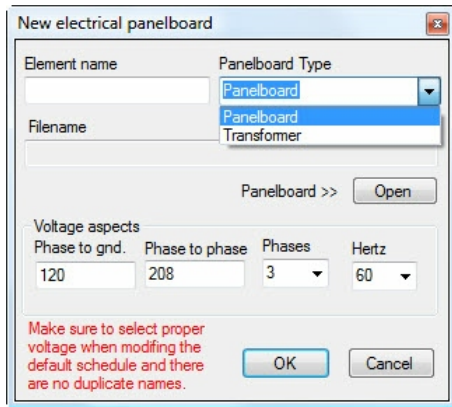 New electrical panelboard
Element name
Panelboard Type
Panelboard
Panelboard
Transformer
Filename
Panelboard >>
Open
Voltage aspects
Phase to gnd.
Phase to phase
Phases
Hertz
120
208
3
60
Make sure to select proper
voltage when modifing the
default schedule and there
are no duplicate names.
OK
Cancel